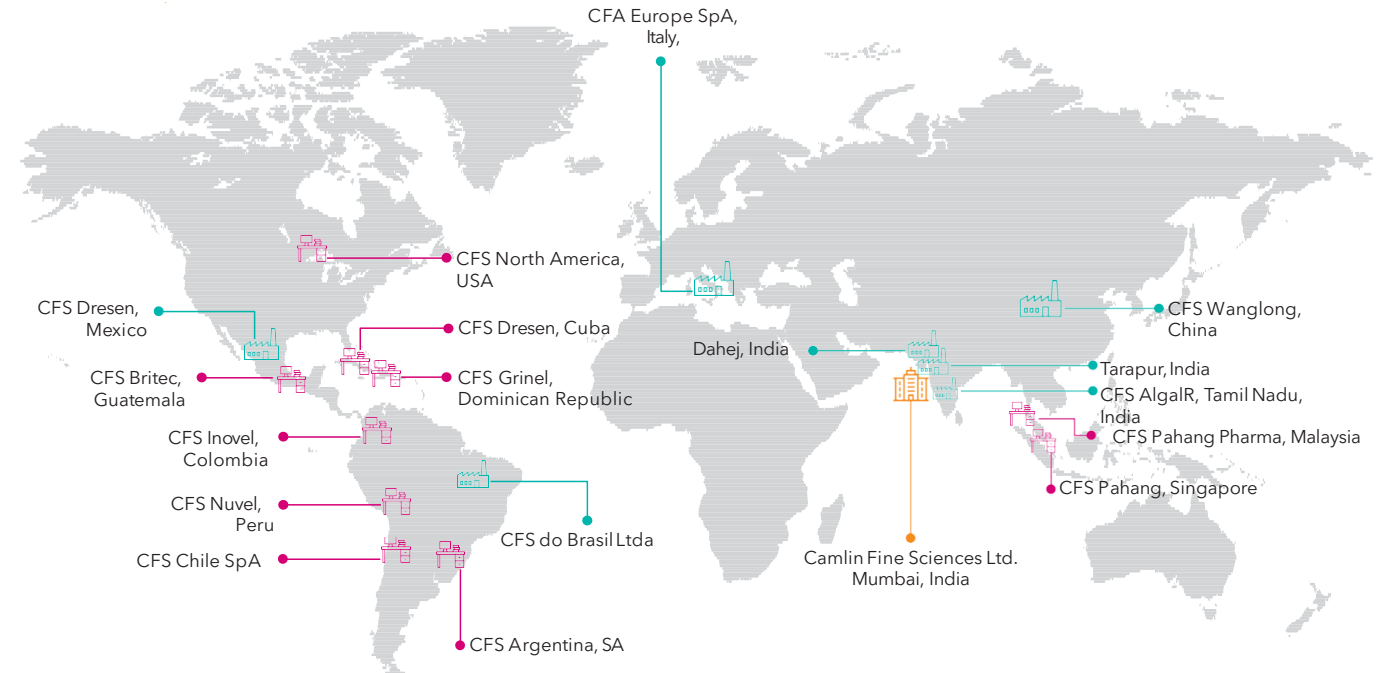 CFA Europe SpA,
Italy,
CFS North America,
USA
CFS Dresen,
Mexico
CFS Dresen, Cuba
CFS Britec,
Guatemala
CFS Grinel,
Dominican Republic
CFS Inovel,
Colombia
CFS Nuvel,
Peru
CFS Chile SpA
CFS do Brasil Ltda
CFS Argentina, SA
CFS Wanglong,
China
Dahej, India
Tarapur, India
CFS AlgalR, Tamil Nadu,
India
CFS Pahang Pharma, Malaysia
CFS Pahang, Singapore
Camlin Fine Sciences Ltd.
Mumbai, India